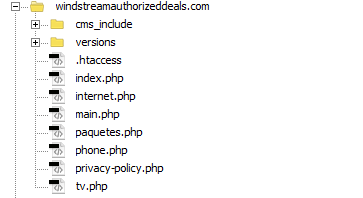 windstreamauthorizeddeals.com
cms_include
versions
.htaccess
index.php
internet.php
main.php
paquetes.php
phone.php
privacy-policy.php
tv.php